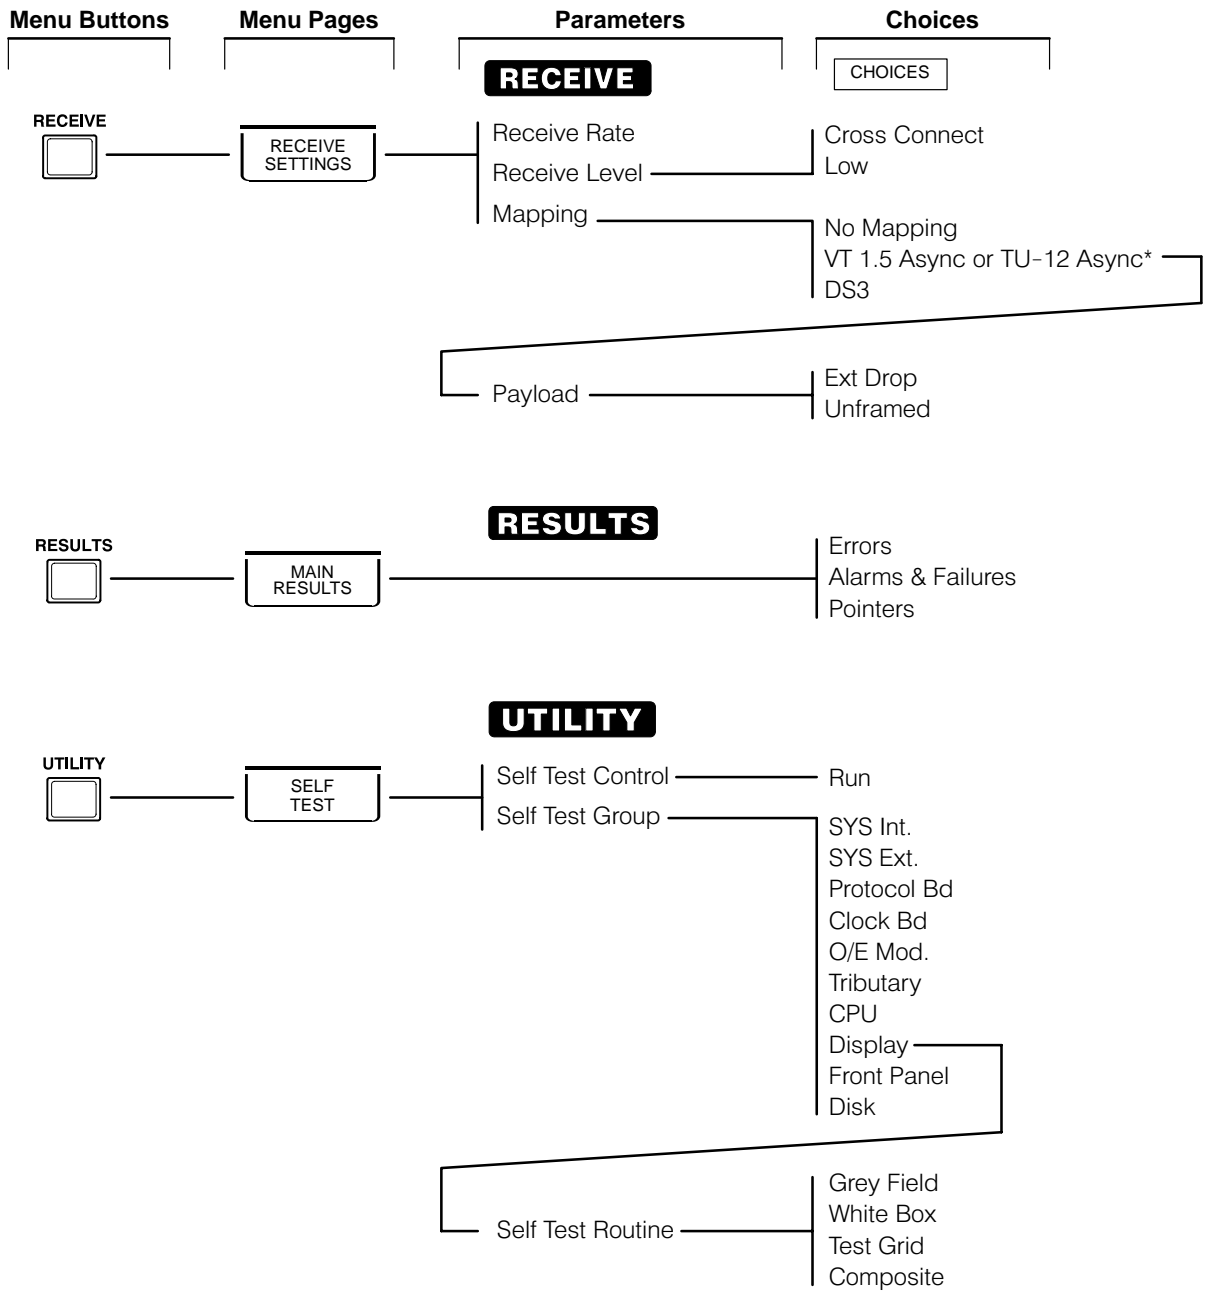 Menu Buttons Menu Pages Parameters Choices
RECEIVE
CHOICES
RECEIVE
RECEIVE
SETTINGS
Receive Rate
Receive Level
Mapping
Cross Connect
Low
No Mapping
VT 1.5 Async or TU-12 Async*
DS3
Payload
Ext Drop
Unframed
RESULTS
RESULTS
MAIN
RESULTS
Errors
Alarms & Failures
Pointers
UTILITY
UTILITY
SELF
TEST
Self Test Control
Run
Self Test Group
SYS Int.
SYS Ext.
Protocol Bd
Clock Bd
O/E Mod.
Tributary
CPU
Display
Front Panel
Disk
Self Test Routine
Grey Field
White Box
Test Grid
Composite